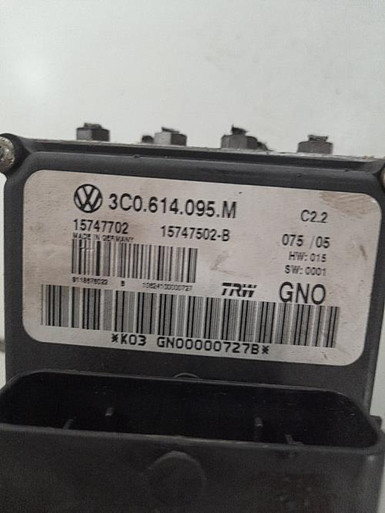 3C0.614.095.M C2.2
15747702 15747502-B 075/05
MADE IN GERMANY HW:015
SW:0001
TRW GNO
*K03 GN00000727B*